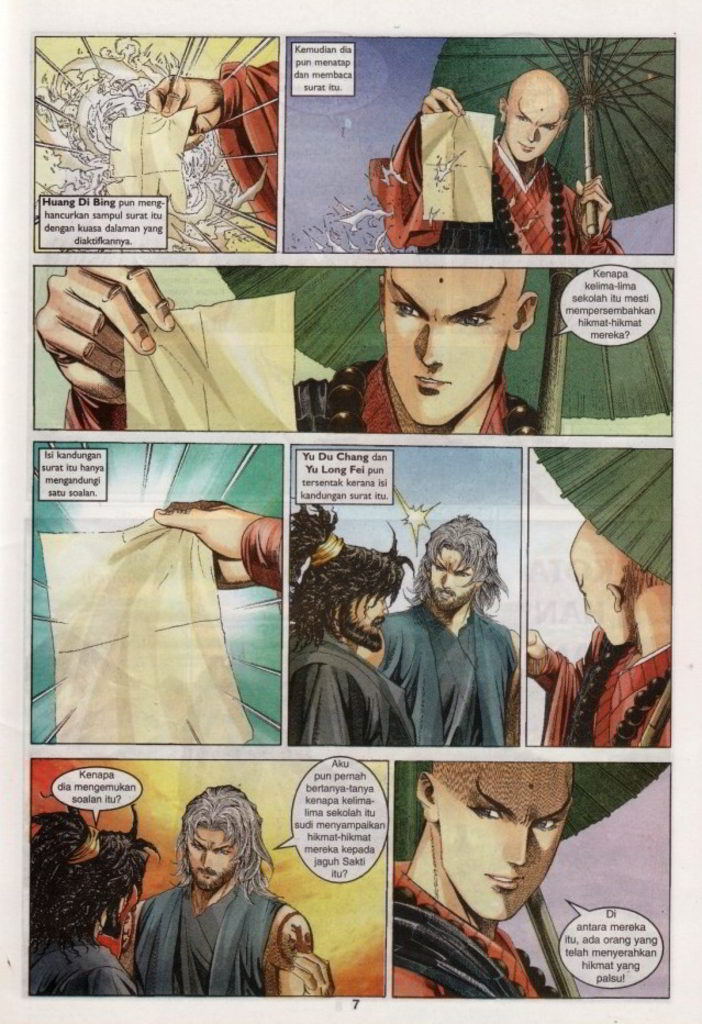 Huang Di Bing pun meng-
hancurkan sampul surat itu
dengan kuasa dalaman yang
diaktifkannya.
Kemudian dia
pun menatap
dan membaca
surat itu.
Kenapa
kelima-lima
sekolah itu mesti
mempersembahkan
hikmat-hikmat
mereka?
Isi kandungan
surat itu hanya
mengandungi
satu soalan.
Yu Du Chang dan
Yu Long Fei pun
tersentak kerana isi
kandungan surat itu.
Kenapa
dia mengemukan
soalan itu?
Aku
pun pernah
bertanya-tanya
kenapa kelima-
lima sekolah itu
sudi menyampaikan
hikmat-hikmat
mereka kepada
jaguh Sakti
itu?
Di
antara mereka
itu, ada orang yang
telah menyerahkan
hikmat yang
palsu!
7